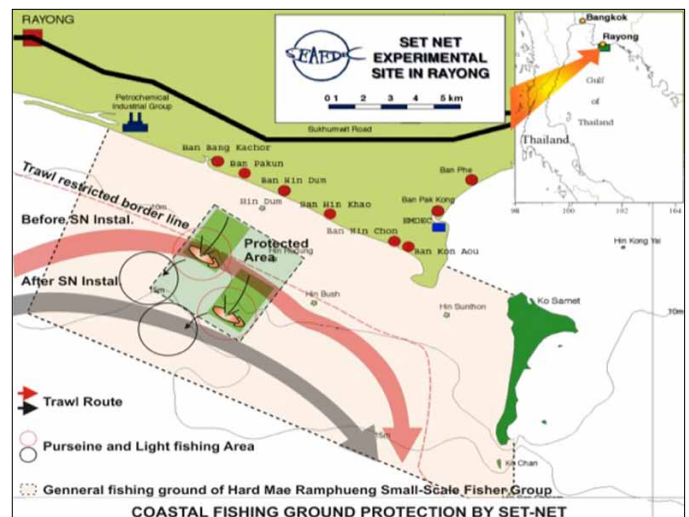 RAYONG
SEAFDEC
SET NET
EXPERIMENTAL
SITE IN RAYONG
0 1 2 3 4 5 km
Bangkok
Rayong
Gulf
of
Thailand
Thailand
98 100 102 164
Petrochemical
Industrial Group
Sukhumwit Road
Ban Bang Kachor
Ban Pakun
Ban Hin Dum
Hin Dum
Ban Hin Khao
Ban Hin Chon
Ban Kon Aou
Ban Phe
Ban Pak Kong
EMDEC
Trawl restricted border line
10m
Before SN Instal.
After SN Instal.
Protected
Area
Hin Bush
Hin Sunthon
Hin Kong Yai
Ko Samet
10m
15m
Trawl Route
Purseine and Light fishing Area
Genneral fishing ground of Hard Mae Ramphueng Small-Scale Fisher Group
COASTAL FISHING GROUND PROTECTION BY SET-NET